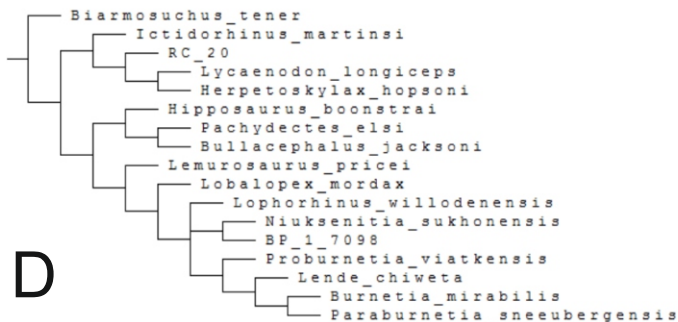 Biarmosuchus_tener
Ictidorhinus_martinsi
RC_20
Lycaenodon_longiceps
Herpetoskylax_hopsoni
Hipposaurus_boonstrai
Pachydectes_elsi
Bullacephalus_jacksoni
Lemurosaurus_pricei
Lobalopex_mordax
Lophorhinus_willodenensis
Niuksenitia_sukhonensis
BP_1_7098
Proburnetia_viatkensis
Lende_chiweta
Burnetia_mirabilis
Paraburnetia_sneeubergensis
D